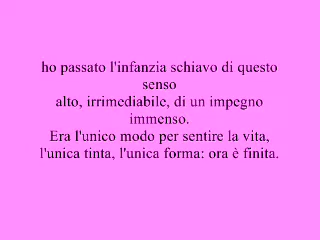 ho passato l'infanzia schiavo di questo
senso
alto, irrimediabile, di un impegno
immenso.
Era l'unico modo per sentire la vita,
l'unica tinta, l'unica forma: ora è finita.